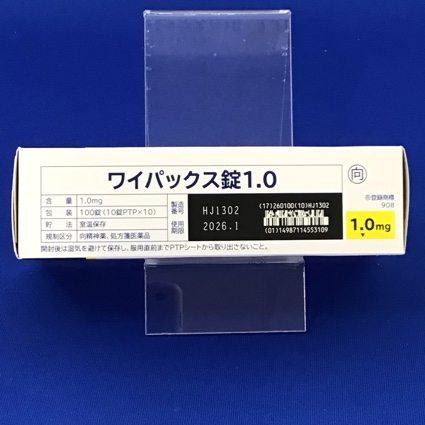 ワイパックス錠1.0
向
含量 1.0mg
包装 100錠(10錠PTP×10)
貯法 室温保存
規制区分 向精神薬、処方箋医薬品
製造番号 HJ1302
使用期限 2026.1
(17)260100(10)HJ1302
(01)14987114553109
®登録商標
908
1.0mg
開封後は湿気を避けて保存し、服用直前までPTPシートから取り出さないこと。